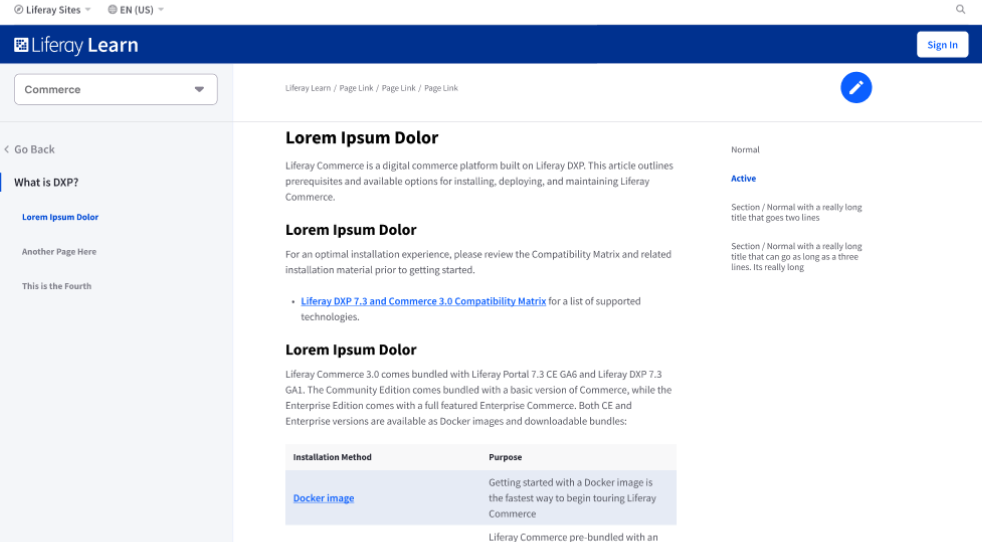 Liferay Sites
EN (US)
Liferay Learn
Sign In
Commerce
Liferay Learn / Page Link / Page Link / Page Link
Go Back
What is DXP?
Lorem Ipsum Dolor
Another Page Here
This is the Fourth
Lorem Ipsum Dolor
Liferay Commerce is a digital commerce platform built on Liferay DXP. This article outlines
prerequisites and available options for installing, deploying, and maintaining Liferay
Commerce.
Lorem Ipsum Dolor
For an optimal installation experience, please review the Compatibility Matrix and related
installation material prior to getting started.
• Liferay DXP 7.3 and Commerce 3.0 Compatibility Matrix for a list of supported
technologies.
Lorem Ipsum Dolor
Liferay Commerce 3.0 comes bundled with Liferay Portal 7.3 CE GA6 and Liferay DXP 7.3
GA1. The Community Edition comes bundled with a basic version of Commerce, while the
Enterprise Edition comes with a full featured Enterprise Commerce. Both CE and
Enterprise versions are available as Docker images and downloadable bundles:
Installation Method
Purpose
Docker image
Getting started with a Docker image is
the fastest way to begin touring Liferay
Commerce
Liferay Commerce pre-bundled with an
Normal
Active
Section / Normal with a really long
title that goes two lines
Section / Normal with a really long
title that can go as long as a three
lines. Its really long